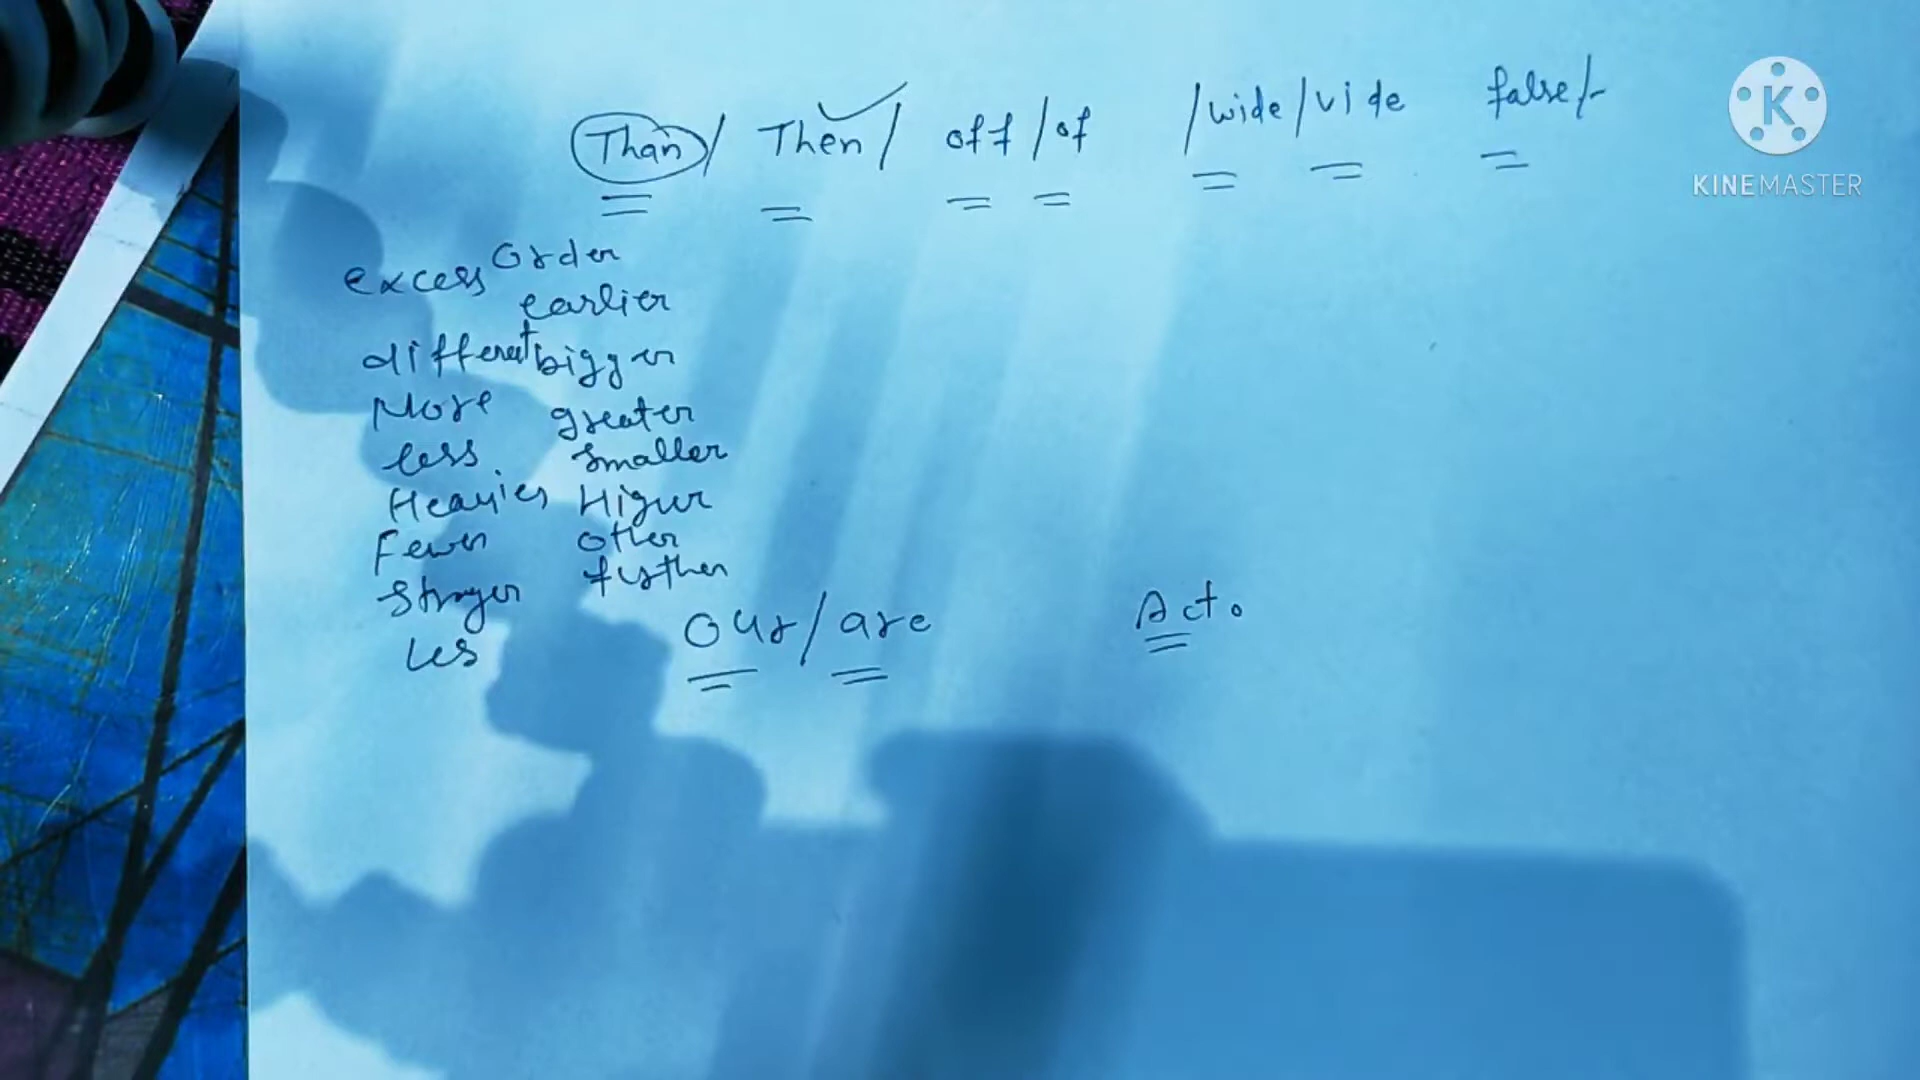 Than / Then / off / of / wide / vide false /-
K
KINEMASTER
excess order
earlier
different bigger
More greater
less smaller
Heavier Higher
Fewer other
Stronger further
Les
our / are Act.